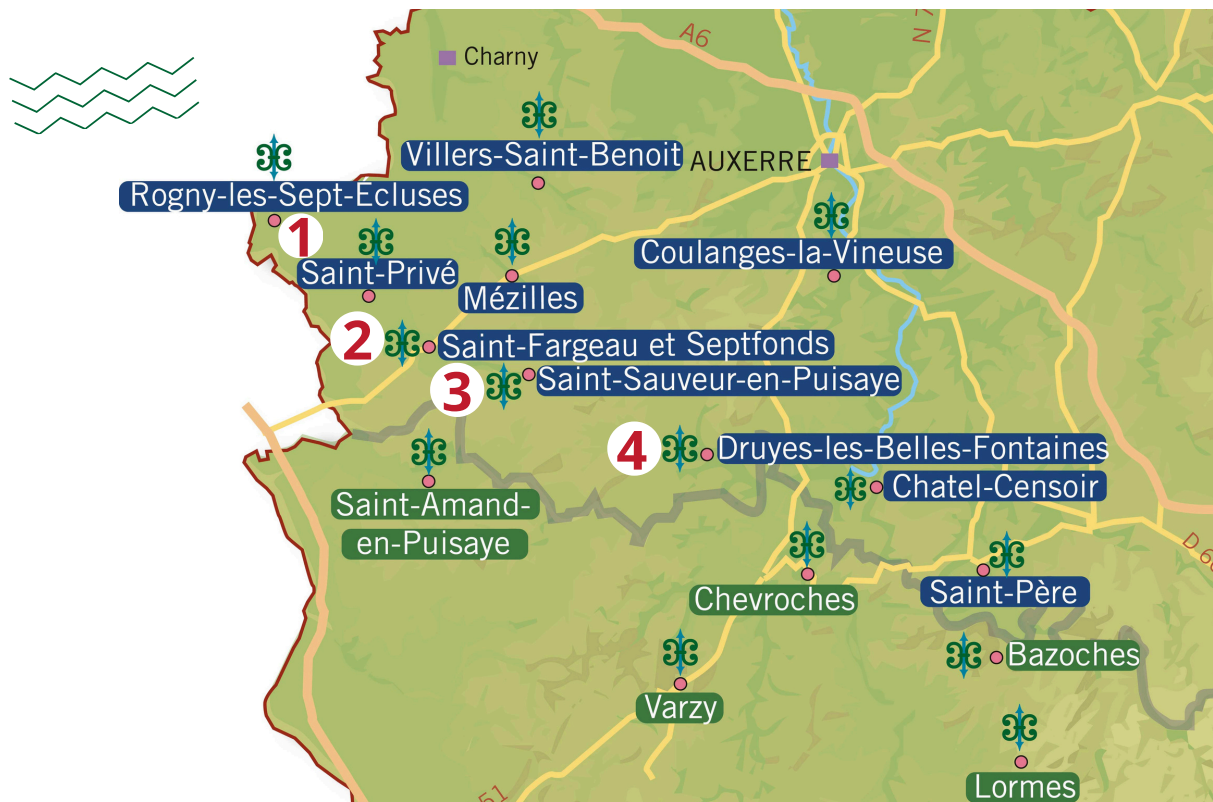 A6
N 7
Charny
Villers-Saint-Benoit
AUXERRE
Rogny-les-Sept-Écluses
1
Coulanges-la-Vineuse
Saint-Privé
Mézilles
2
Saint-Fargeau et Septfonds
3
Saint-Sauveur-en-Puisaye
4
Druyes-les-Belles-Fontaines
Chatel-Censoir
Saint-Amand-
en-Puisaye
Chevroches
Saint-Père
Bazoches
Varzy
Lormes